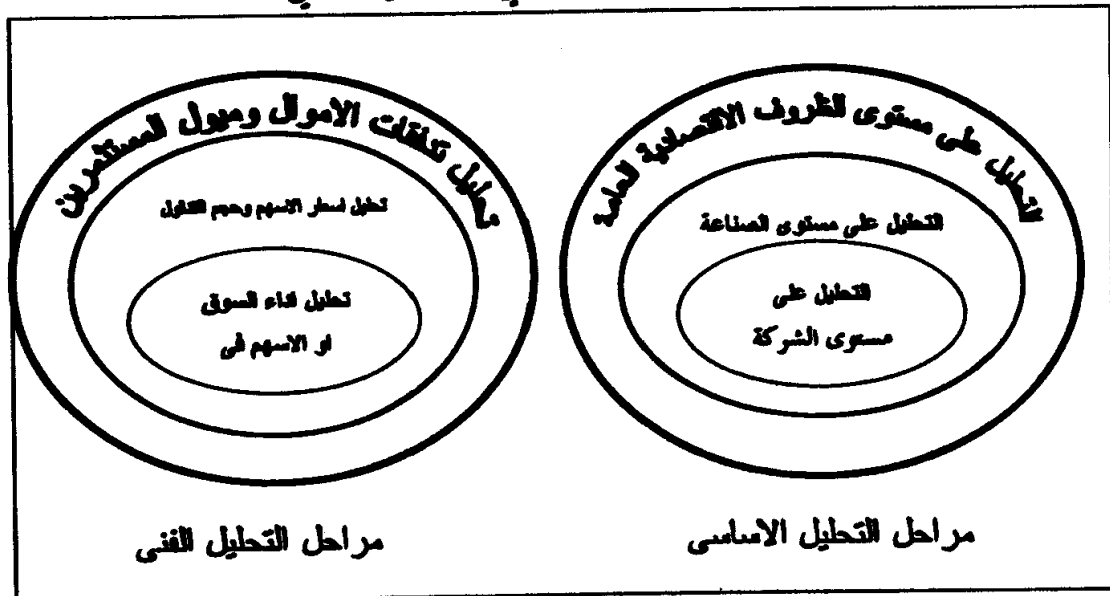 التحليل على مستوى الظروف الاقتصادية العامة
التحليل على مستوى الصناعة
التحليل على
مستوى الشركة
مراحل التحليل الاساسى
تحليل تدفقات الاموال وميول المستثمرين
تحليل اسعار الاسهم وحجم التداول
تحليل اداء السوق
او الاسهم فى
مراحل التحليل الفنى